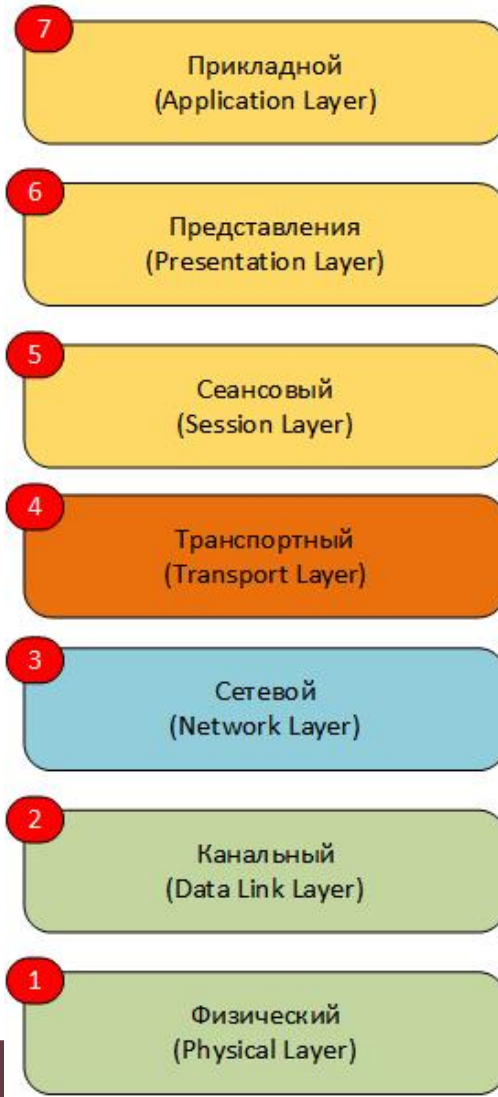 7
Прикладной
(Application Layer)
6
Представления
(Presentation Layer)
5
Сеансовый
(Session Layer)
4
Транспортный
(Transport Layer)
3
Сетевой
(Network Layer)
2
Канальный
(Data Link Layer)
1
Физический
(Physical Layer)